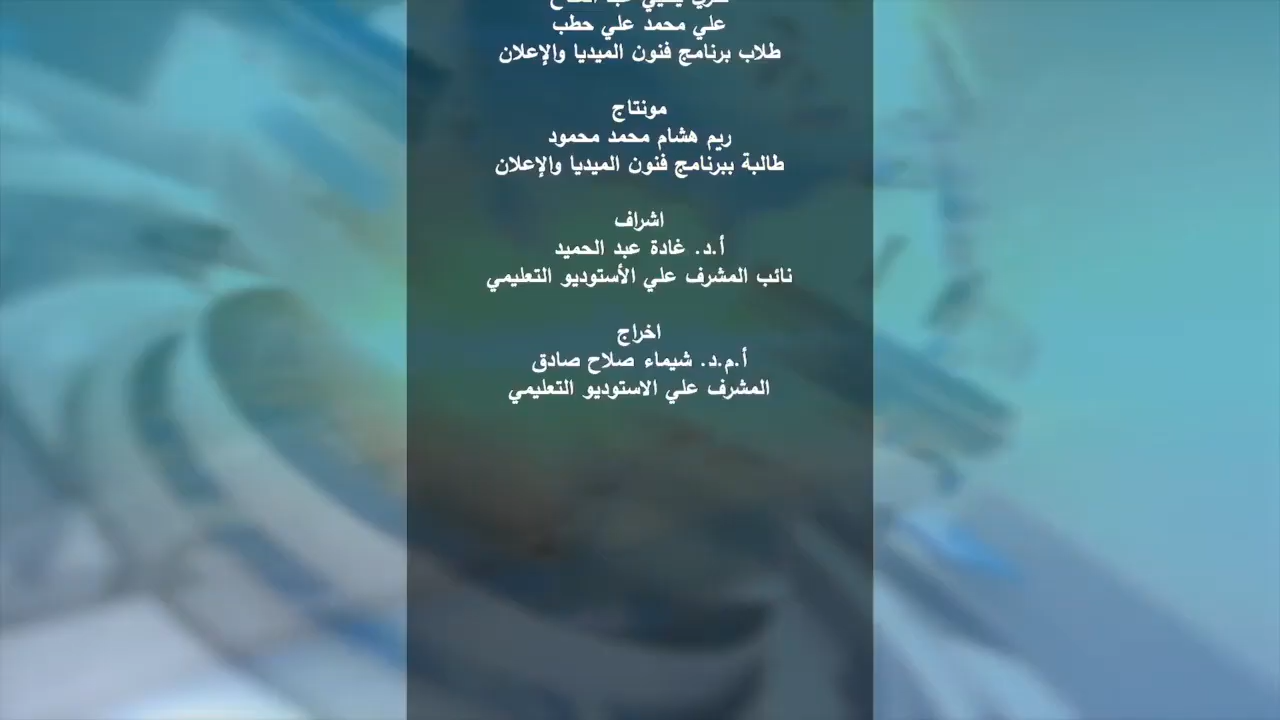 علي محمد علي حطب
طلاب برنامج فنون الميديا والإعلان
مونتاج
ريم هشام محمد محمود
طالبة ببرنامج فنون الميديا والإعلان
اشراف
أ.د. غادة عبد الحميد
نائب المشرف علي الأستوديو التعليمي
اخراج
أ.م.د. شيماء صلاح صادق
المشرف علي الاستوديو التعليمي